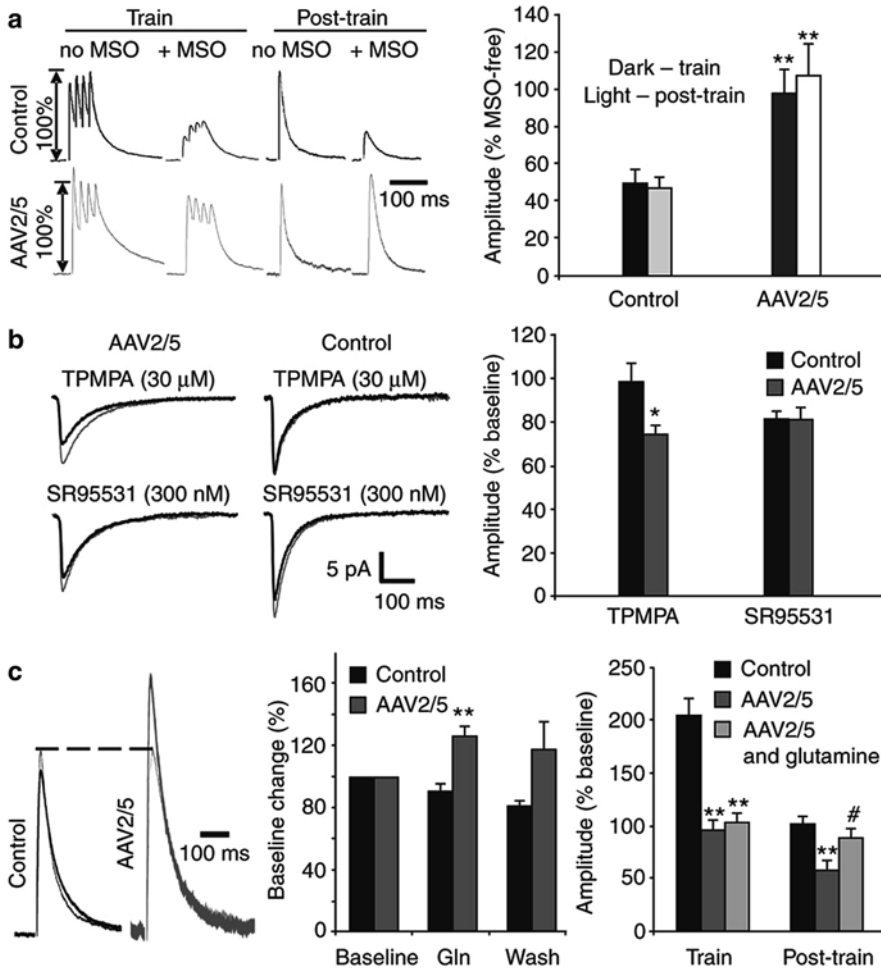 a
Train
Post-train
no MSO
+ MSO
no MSO
+ MSO
Control
100%
AAV2/5
100%
100 ms
Amplitude (% MSO-free)
140
120
100
80
60
40
20
0
Dark – train
Light – post-train
**
**
Control
AAV2/5
b
AAV2/5
Control
TPMPA (30 μM)
TPMPA (30 μM)
SR95531 (300 nM)
SR95531 (300 nM)
5 pA
100 ms
Amplitude (% baseline)
120
100
80
60
40
20
0
Control
AAV2/5
*
TPMPA
SR95531
c
Control
AAV2/5
100 ms
Baseline change (%)
160
120
80
40
0
Control
AAV2/5
**
Baseline
Gln
Wash
Amplitude (% baseline)
250
200
150
100
50
0
Control
AAV2/5
AAV2/5
and glutamine
**
**
**
#
Train
Post-train